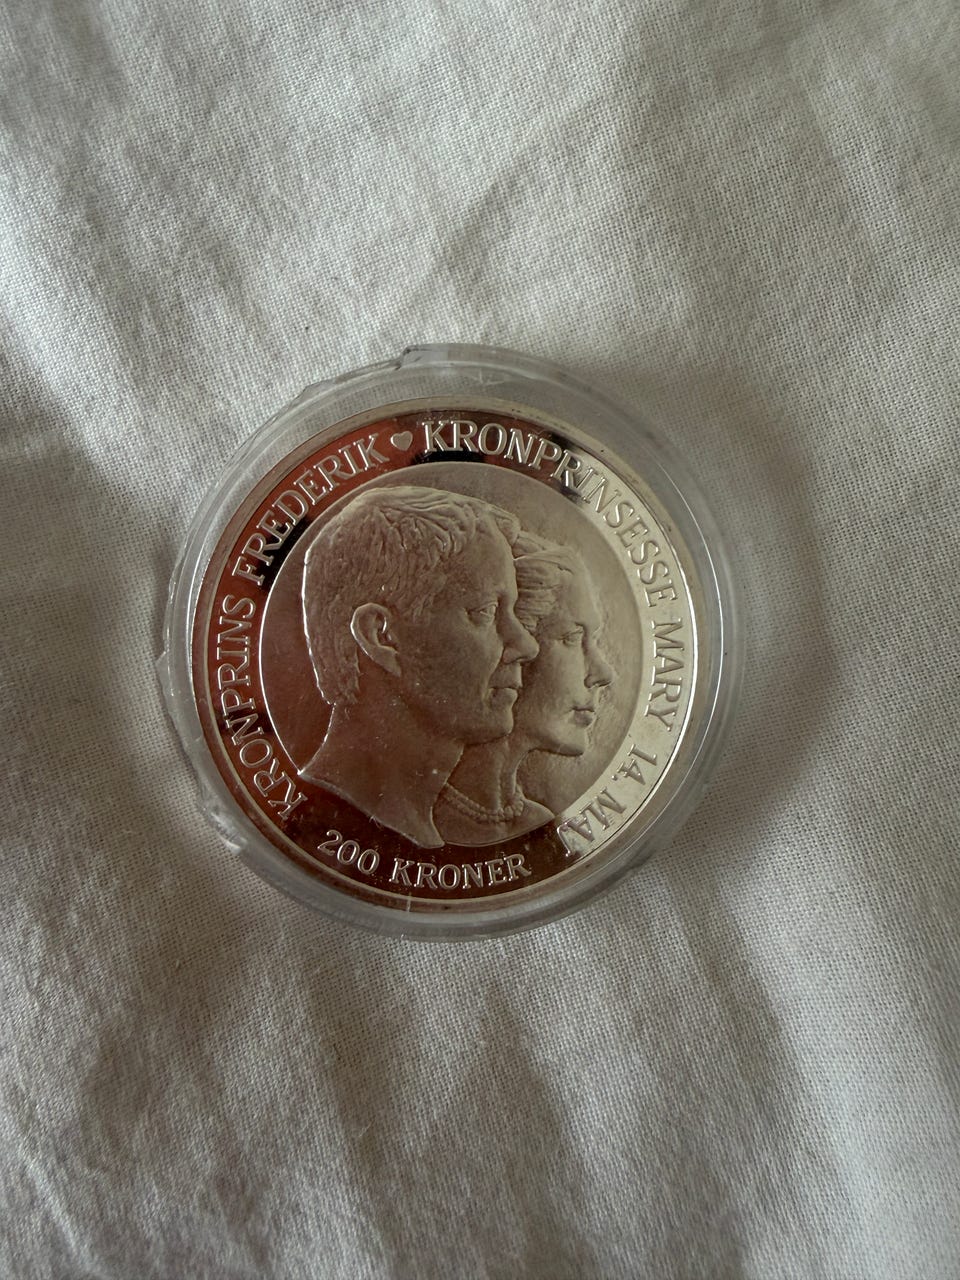 KRONPRINS FREDERIK ♥ KRONPRINSESSE MARY 14. MAJ
200 KRONER